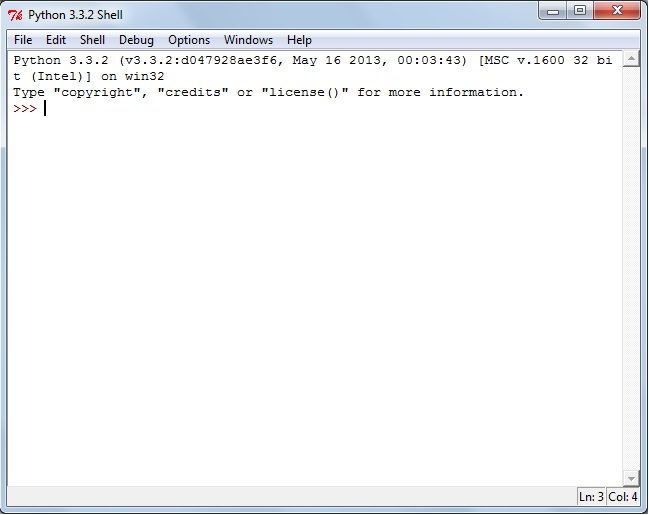 Python 3.3.2 Shell
File Edit Shell Debug Options Windows Help
Python 3.3.2 (v3.3.2:d047928ae3f6, May 16 2013, 00:03:43) [MSC v.1600 32 bi
t (Intel)] on win32
Type "copyright", "credits" or "license()" for more information.
>>>
Ln: 3 Col: 4